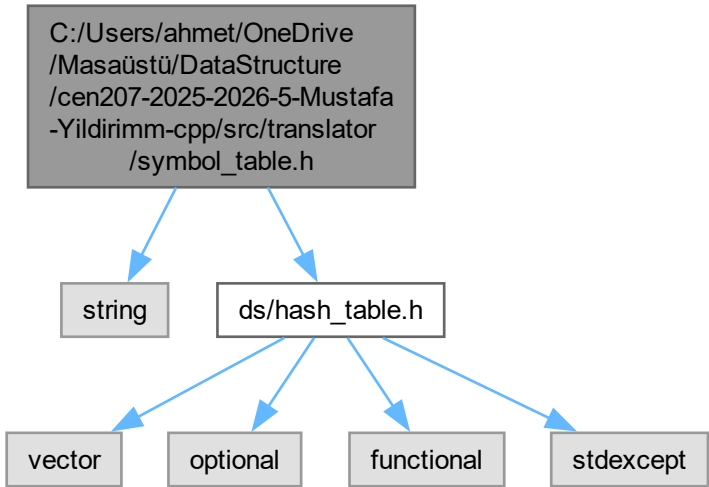 C:/Users/ahmet/OneDrive
/Masaüstü/DataStructure
/cen207-2025-2026-5-Mustafa
-Yildirimm-cpp/src/translator
/symbol_table.h
string
ds/hash_table.h
vector
optional
functional
stdexcept